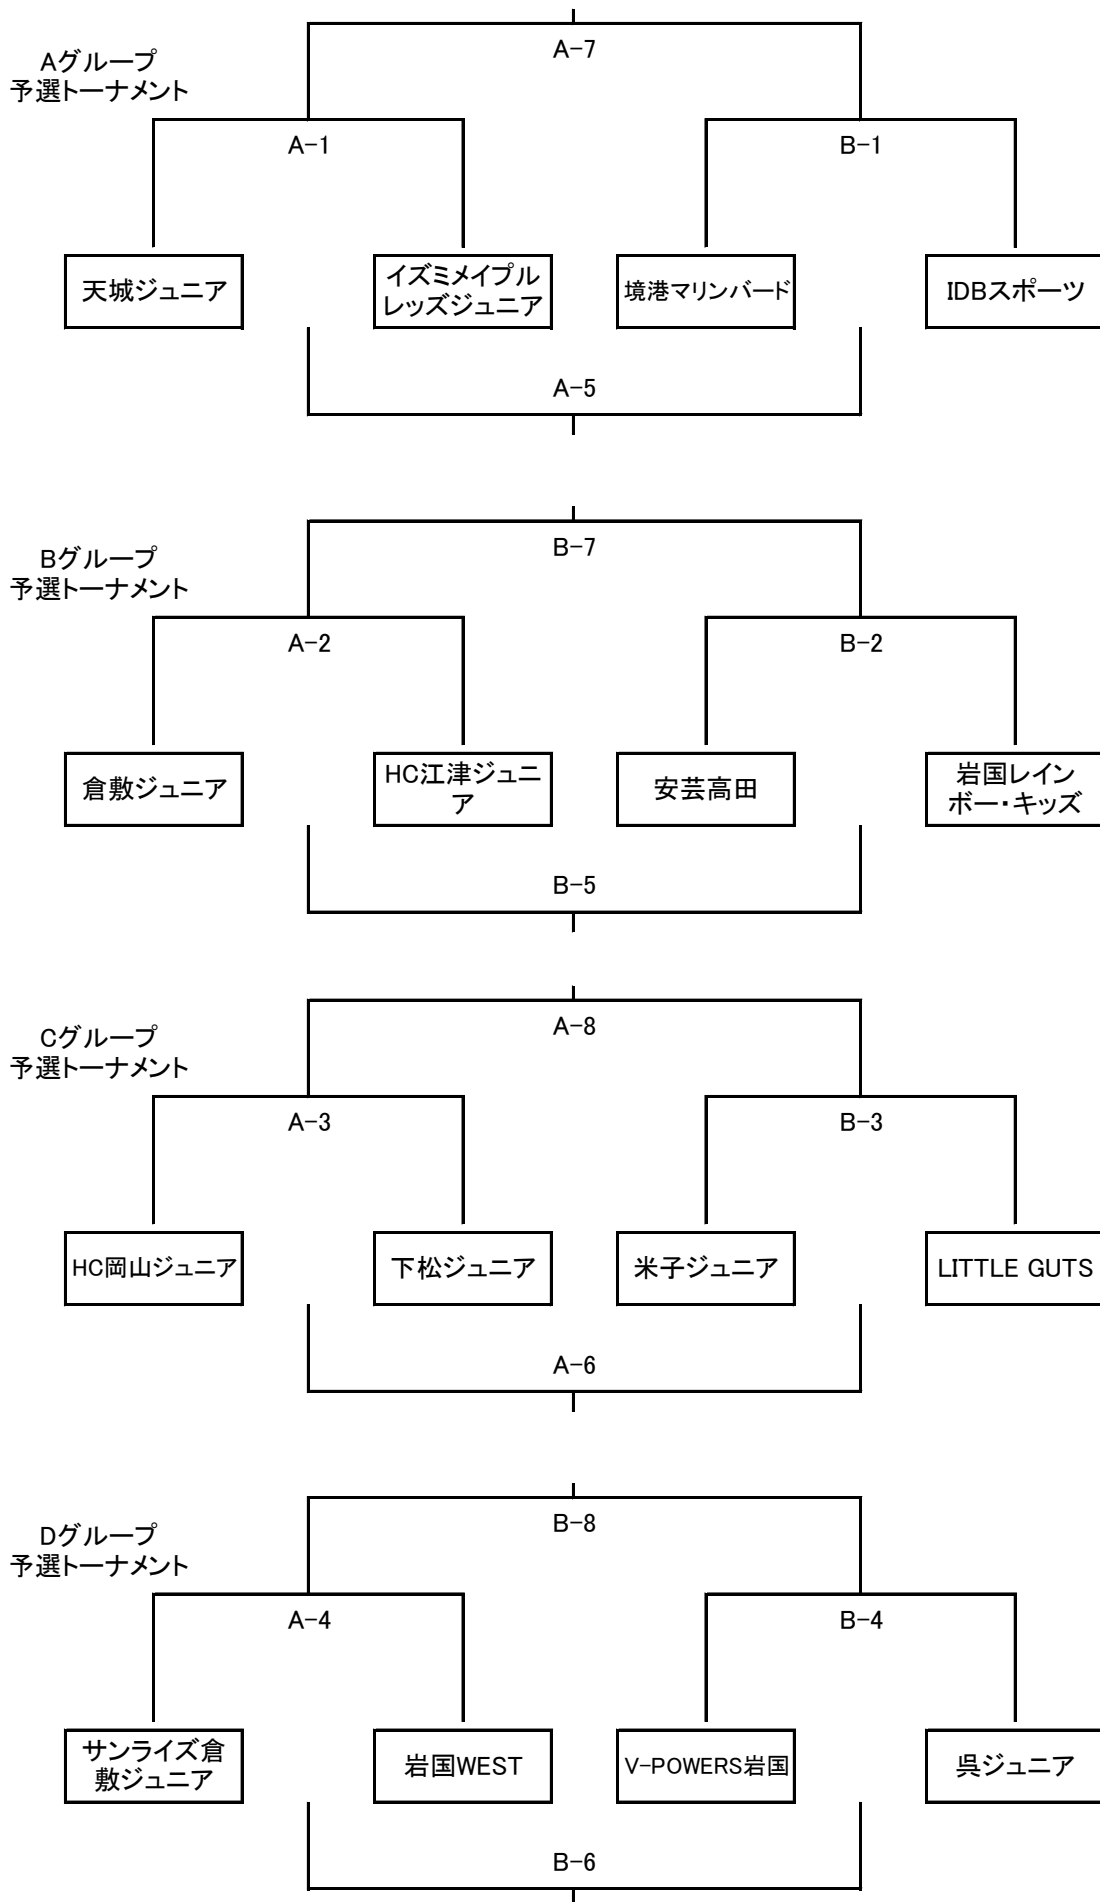 A-7
Aグループ
予選トーナメント
A-1
B-1
天城ジュニア
イズミメイプル
レッズジュニア
境港マリンバード
IDBスポーツ
A-5
B-7
Bグループ
予選トーナメント
A-2
B-2
倉敷ジュニア
HC江津ジュニ
ア
安芸高田
岩国レイン
ボー・キッズ
B-5
A-8
Cグループ
予選トーナメント
A-3
B-3
HC岡山ジュニア
下松ジュニア
米子ジュニア
LITTLE GUTS
A-6
B-8
Dグループ
予選トーナメント
A-4
B-4
サンライズ倉
敷ジュニア
岩国WEST
V-POWERS岩国
呉ジュニア
B-6